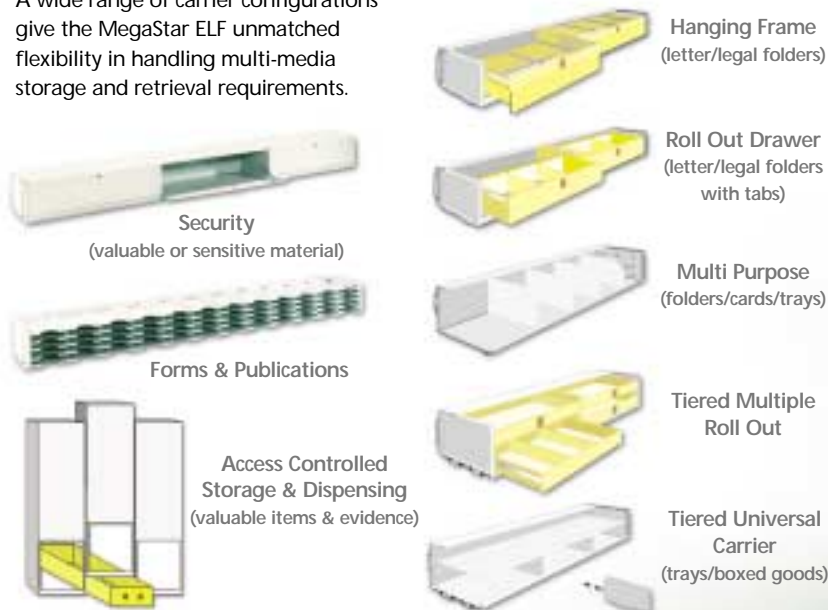 A wide range of carrier configurations
give the MegaStar ELF unmatched
flexibility in handling multi-media
storage and retrieval requirements.
Security
(valuable or sensitive material)
Forms & Publications
Access Controlled
Storage & Dispensing
(valuable items & evidence)
Hanging Frame
(letter/legal folders)
Roll Out Drawer
(letter/legal folders
with tabs)
Multi Purpose
(folders/cards/trays)
Tiered Multiple
Roll Out
Tiered Universal
Carrier
(trays/boxed goods)